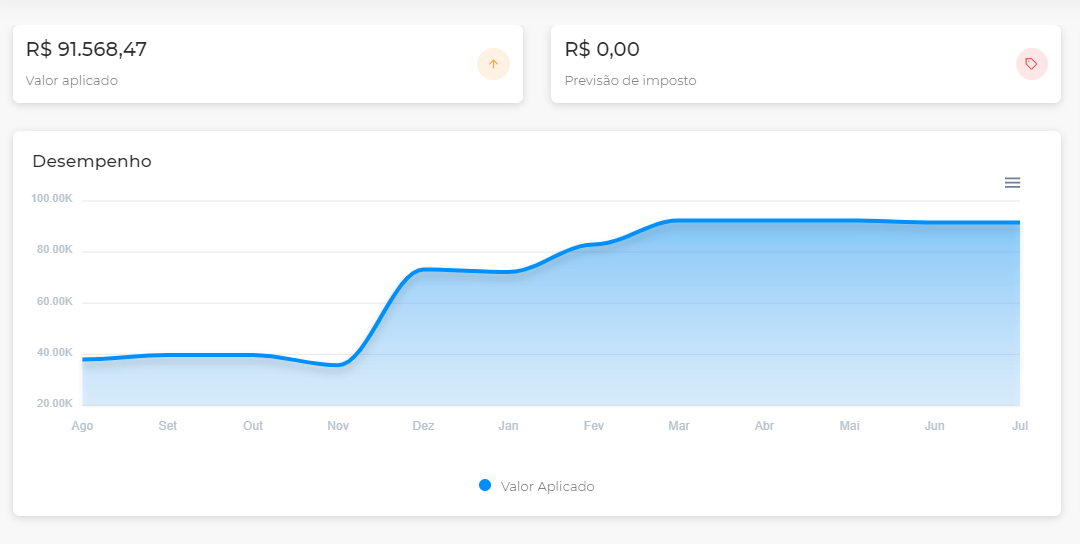 R$ 91.568,47
Valor aplicado
R$ 0,00
Previsão de imposto
Desempenho
100.00K
80.00K
60.00K
40.00K
20.00K
Ago Set Out Nov Dez Jan Fev Mar Abr Mai Jun Jul
Valor Aplicado